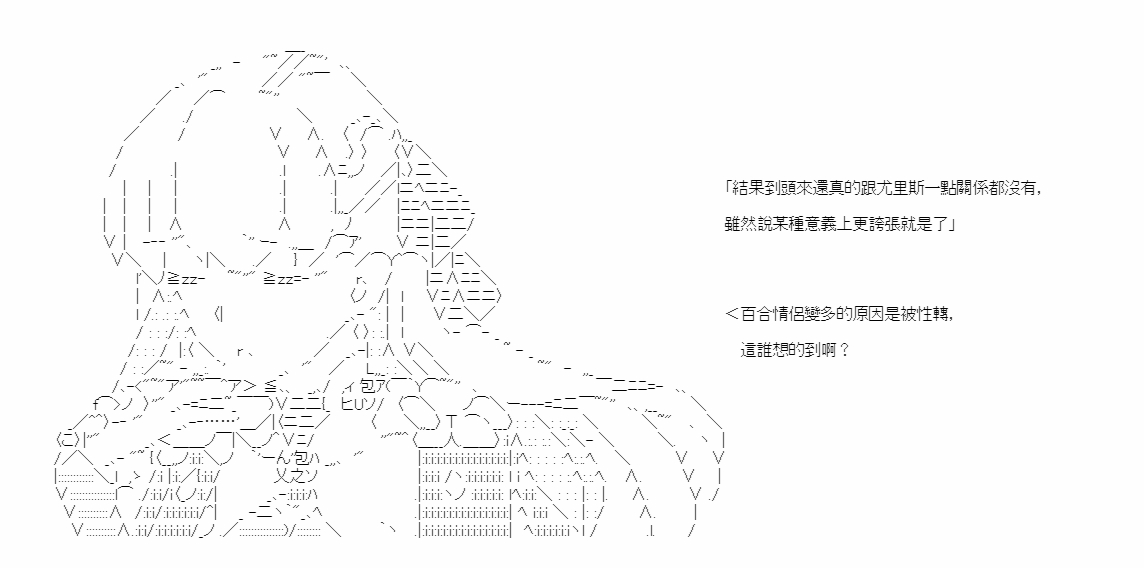 「結果到頭來還真的跟尤里斯一點關係都沒有,
雖然說某種意義上更誇張就是了」
＜百合情侶變多的原因是被性轉,
這誰想的到啊？